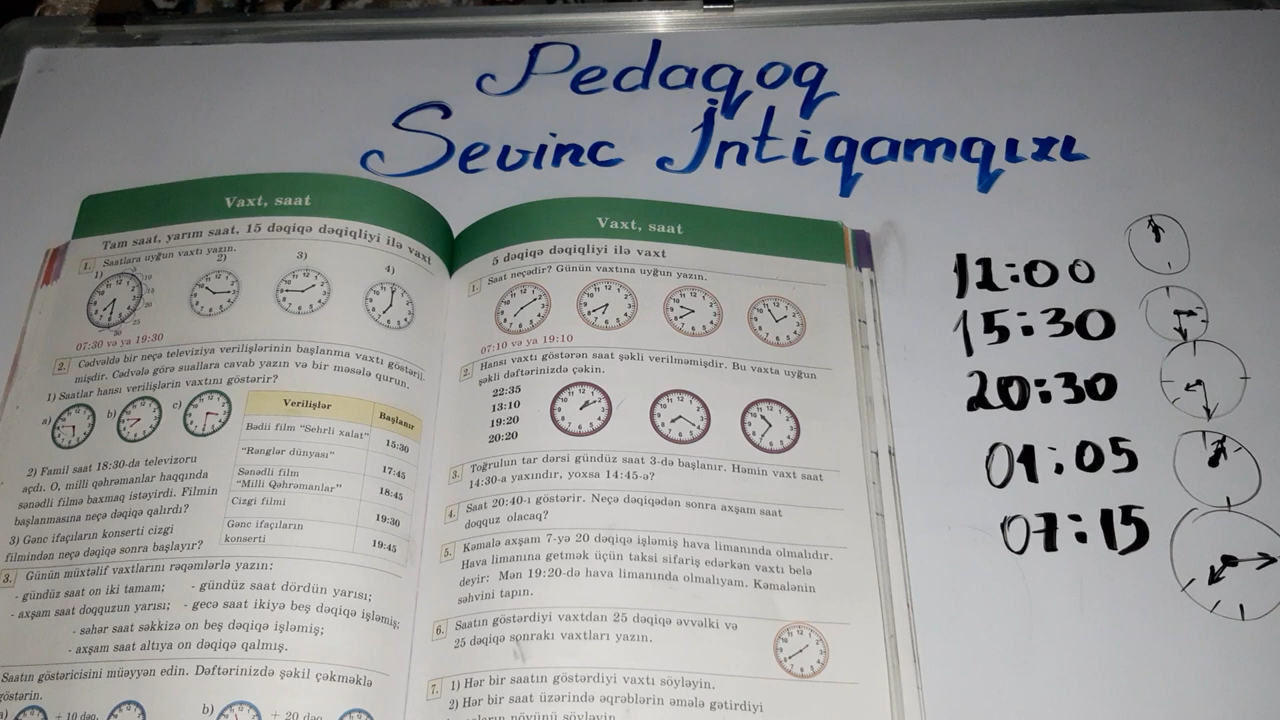 Pedaqoq
Sevinc İntiqamqızı
Vaxt, saat
Tam saat, yarım saat, 15 dəqiqə dəqiqliyi ilə vaxt
1. Saatlara uyğun vaxtı yazın.
1) 2) 3) 4)
07:30 və ya 19:30
2. Cədvəldə bir neçə televiziya verilişlərinin başlanma vaxtı göstəril-
mişdir. Cədvələ görə suallara cavab yazın və bir məsələ qurun.
1) Saatlar hansı verilişlərin vaxtını göstərir?
a) b) c)
Verilişlər Başlanır
Bədii film “Sehrli xalat” 15:30
“Rənglər dünyası” 17:45
Sənədli film
“Milli Qəhrəmanlar” 18:45
Cizgi filmi 19:30
Gənc ifaçıların
konserti 19:45
2) Famil saat 18:30-da televizoru
açdı. O, milli qəhrəmanlar haqqında
sənədli filmə baxmaq istəyirdi. Filmin
başlanmasına neçə dəqiqə qalırdı?
3) Gənc ifaçıların konserti cizgi
filmindən neçə dəqiqə sonra başlayır?
3. Günün müxtəlif vaxtlarını rəqəmlərlə yazın:
- gündüz saat on iki tamam; - gündüz saat dördün yarısı;
- axşam saat doqquzun yarısı; - gecə saat ikiyə beş dəqiqə işləmiş;
- səhər saat səkkizə on beş dəqiqə işləmiş;
- axşam saat altıya on dəqiqə qalmış.
Saatın göstəricisini müəyyən edin. Dəftərinizdə şəkil çəkməklə
göstərin.
a) + 10 dəq. b) + 20 dəq
Vaxt, saat
5 dəqiqə dəqiqliyi ilə vaxt
1. Saat neçədir? Günün vaxtına uyğun yazın.
07:10 və ya 19:10
2. Hansı vaxtı göstərən saat şəkli verilməmişdir. Bu vaxta uyğun
şəkli dəftərinizdə çəkin.
22:35
13:10
19:20
20:20
3. Toğrulun tar dərsi gündüz saat 3-də başlanır. Həmin vaxt saat
14:30-a yaxındır, yoxsa 14:45-ə?
4. Saat 20:40-ı göstərir. Neçə dəqiqədən sonra axşam saat
doqquz olacaq?
5. Kəmalə axşam 7-yə 20 dəqiqə işləmiş hava limanında olmalıdır.
Hava limanına getmək üçün taksi sifariş edərkən vaxtı belə
deyir: Mən 19:20-də hava limanında olmalıyam. Kəmalənin
səhvini tapın.
6. Saatın göstərdiyi vaxtdan 25 dəqiqə əvvəlki və
25 dəqiqə sonrakı vaxtları yazın.
7. 1) Hər bir saatın göstərdiyi vaxtı söyləyin.
2) Hər bir saat üzərində əqrəblərin əmələ gətirdiyi
növünü söyləyin
12:00
15:30
20:30
01:05
07:15